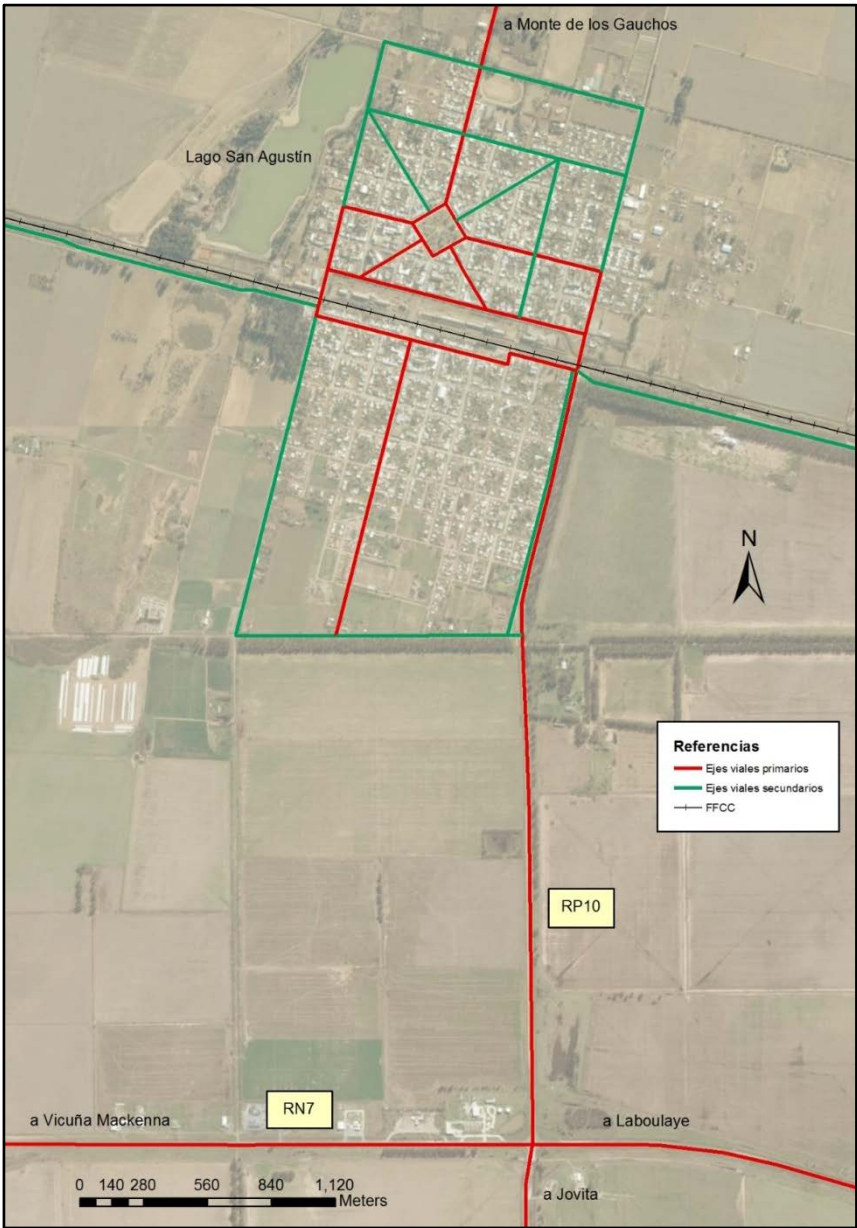 a Monte de los Gauchos
Lago San Agustín
N
Referencias
Ejes viales primarios
Ejes viales secundarios
FFCC
RP10
RN7
a Vicuña Mackenna
a Laboulaye
0 140 280 560 840 1,120
Meters
a Jovita